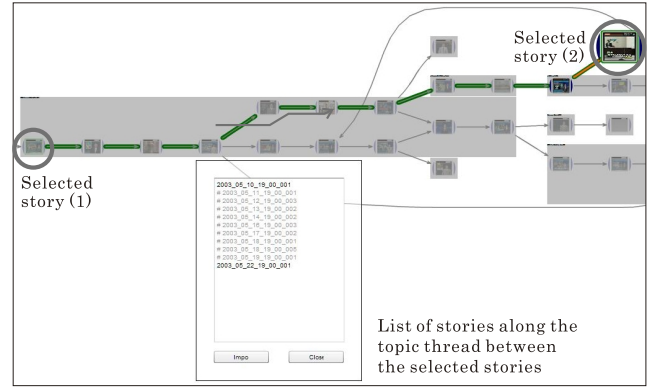 Selected
story (2)
Selected
story (1)
2003_05_10_19_00_001
# 2003_05_11_19_00_001
# 2003_05_12_19_00_003
# 2003_05_13_19_00_002
# 2003_05_14_19_00_002
# 2003_05_16_19_00_003
# 2003_05_17_19_00_002
# 2003_05_18_19_00_001
# 2003_05_18_19_00_005
# 2003_05_19_19_00_001
2003_05_22_19_00_001
Impo
Close
List of stories along the
topic thread between
the selected stories